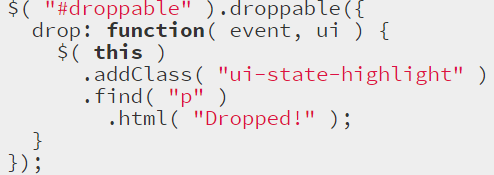 $( "#droppable" ).droppable({
  drop: function( event, ui ) {
    $( this )
      .addClass( "ui-state-highlight" )
      .find( "p" )
        .html( "Dropped!" );
  }
});